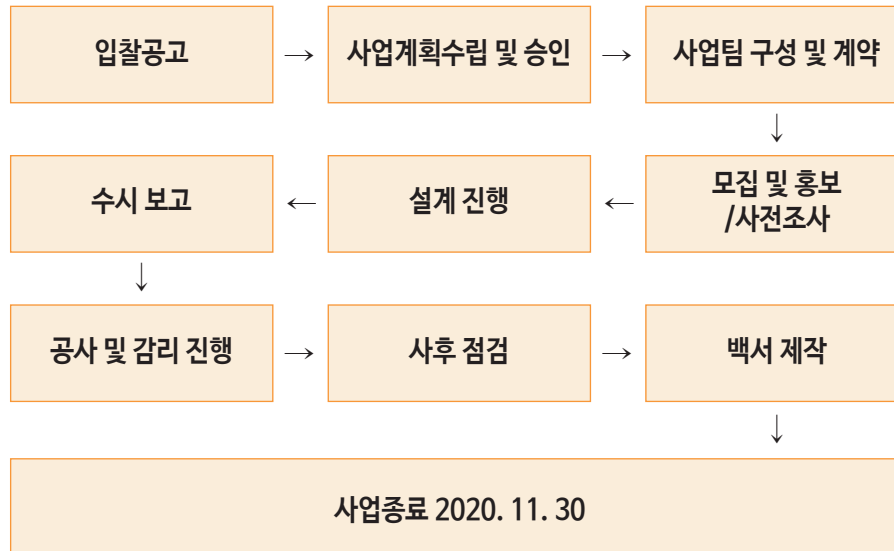 입찰공고
사업계획수립 및 승인
사업팀 구성 및 계약
모집 및 홍보
/사전조사
설계 진행
수시 보고
공사 및 감리 진행
사후 점검
백서 제작
사업종료 2020. 11. 30